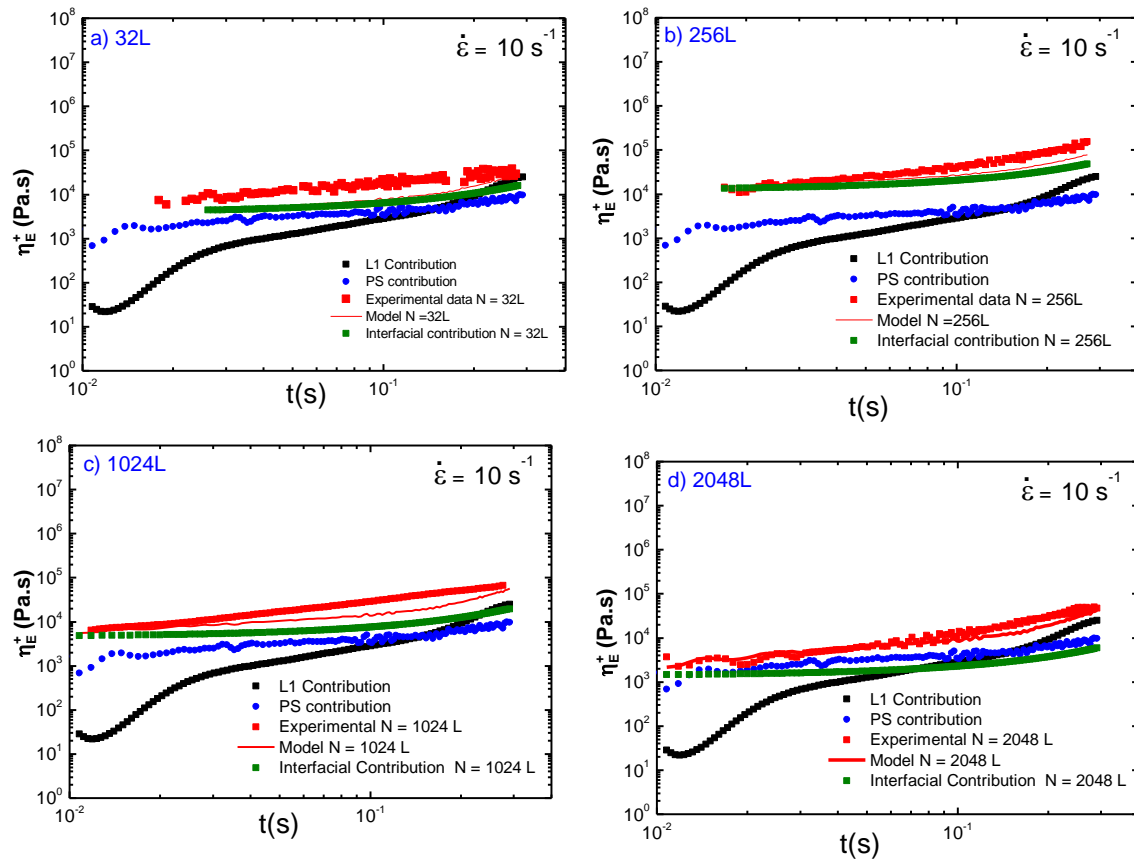 a) 32L
ε̇ = 10 s⁻¹
10⁸
10⁷
10⁶
10⁵
10⁴
10³
10²
10¹
10⁰
η⁺E (Pa.s)
L1 Contribution
PS contribution
Experimental data N = 32L
Model N =32L
Interfacial contribution N = 32L
10⁻²
10⁻¹
t(s)
b) 256L
ε̇ = 10 s⁻¹
10⁸
10⁷
10⁶
10⁵
10⁴
10³
10²
10¹
10⁰
η⁺E (Pa.s)
L1 Contribution
PS contribution
Experimental data N = 256L
Model N =256L
Interfacial contribution N = 256L
10⁻²
10⁻¹
t(s)
c) 1024L
ε̇ = 10 s⁻¹
10⁸
10⁷
10⁶
10⁵
10⁴
10³
10²
10¹
10⁰
η⁺E (Pa.s)
L1 Contribution
PS contribution
Experimental N = 1024 L
Model N = 1024 L
Interfacial Contribution N = 1024 L
10⁻²
10⁻¹
t(s)
d) 2048L
ε̇ = 10 s⁻¹
10⁸
10⁷
10⁶
10⁵
10⁴
10³
10²
10¹
10⁰
η⁺E (Pa.s)
L1 Contribution
PS contribution
Experimental N = 2048 L
Model N = 2048 L
Interfacial Contribution N = 2048 L
10⁻²
10⁻¹
t(s)